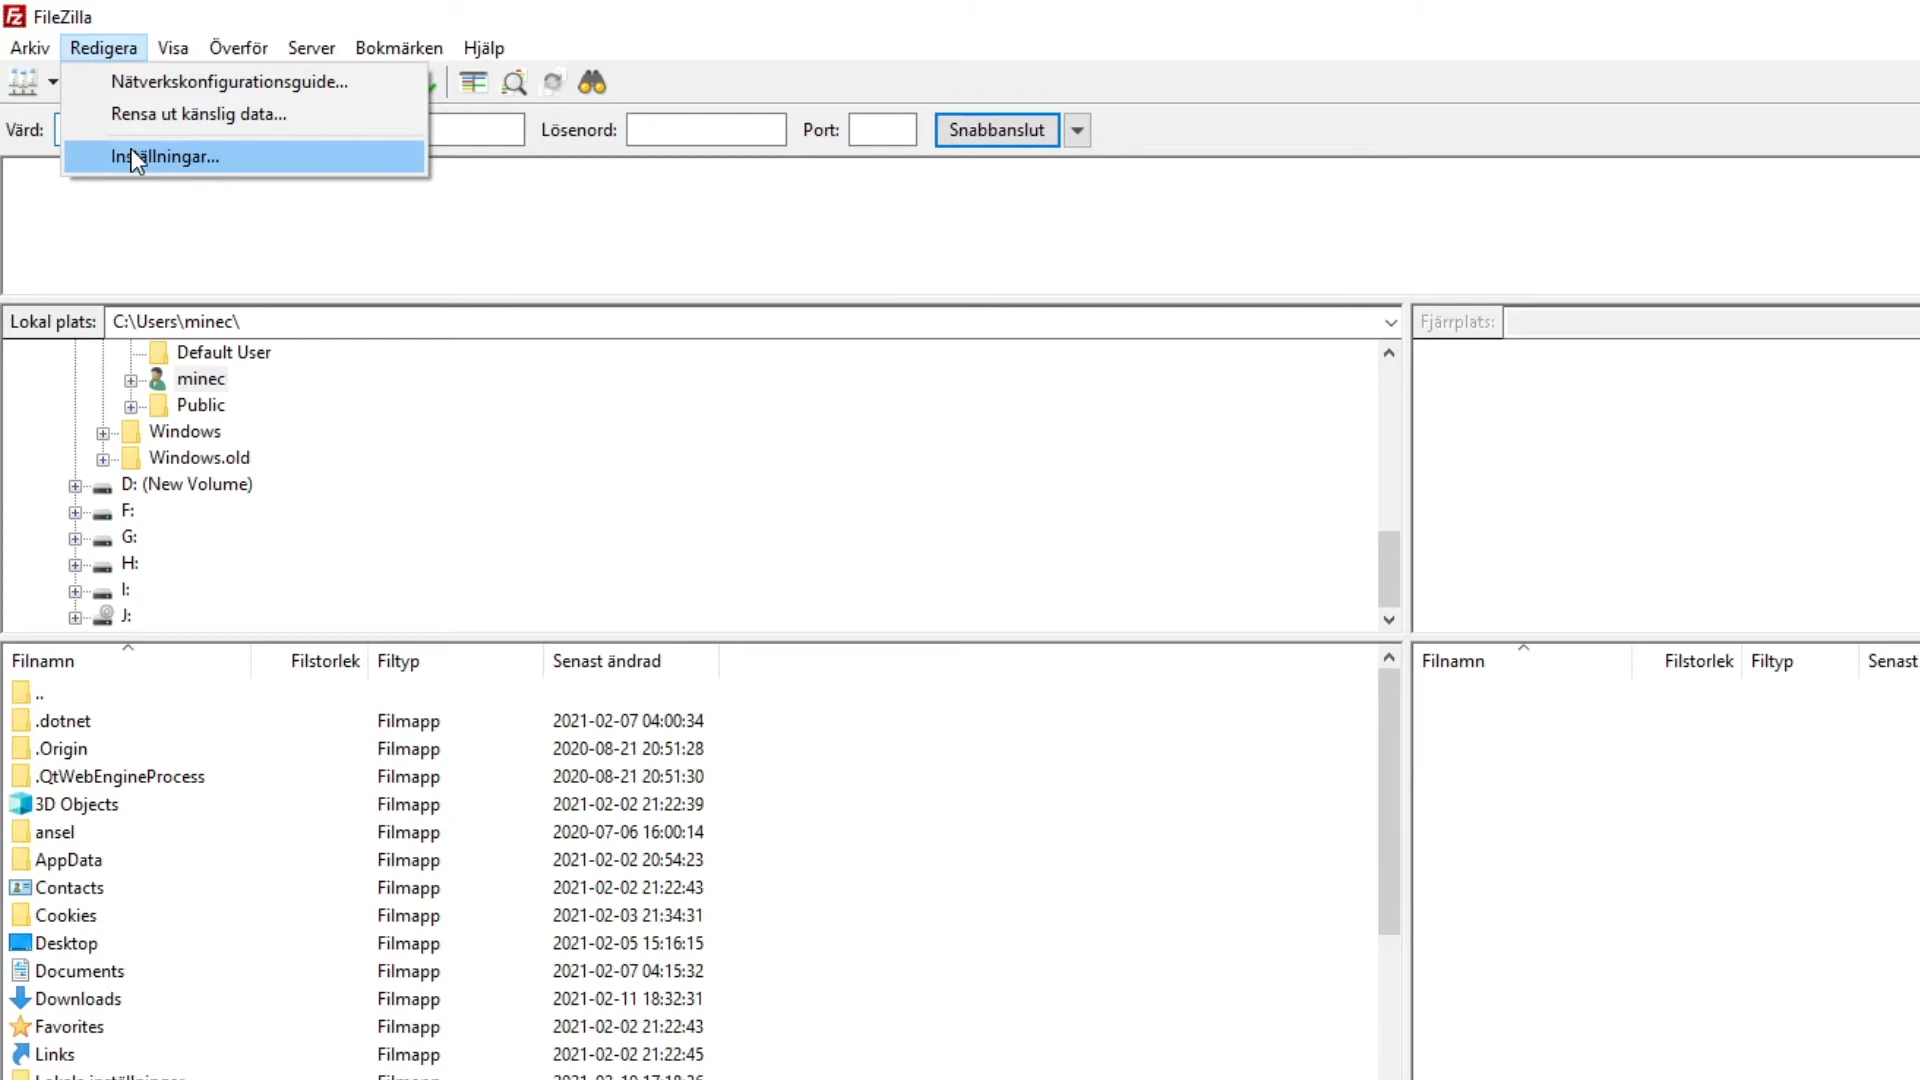 FileZilla
Arkiv Redigera Visa Överför Server Bokmärken Hjälp
Nätverkskonfigurationsguide...
Rensa ut känslig data...
Inställningar...
Värd: Lösenord: Port: Snabbanslut
Lokal plats: C:\Users\minec\
Fjärrplats:
Default User
minec
Public
Windows
Windows.old
D: (New Volume)
F:
G:
H:
I:
J:
Filnamn Filstorlek Filtyp Senast ändrad
Filnamn Filstorlek Filtyp Senast
..
.dotnet Filmapp 2021-02-07 04:00:34
.Origin Filmapp 2020-08-21 20:51:28
.QtWebEngineProcess Filmapp 2020-08-21 20:51:30
3D Objects Filmapp 2021-02-02 21:22:39
ansel Filmapp 2020-07-06 16:00:14
AppData Filmapp 2021-02-02 20:54:23
Contacts Filmapp 2021-02-02 21:22:43
Cookies Filmapp 2021-02-03 21:34:31
Desktop Filmapp 2021-02-05 15:16:15
Documents Filmapp 2021-02-07 04:15:32
Downloads Filmapp 2021-02-11 18:32:31
Favorites Filmapp 2021-02-02 21:22:43
Links Filmapp 2021-02-02 21:22:45